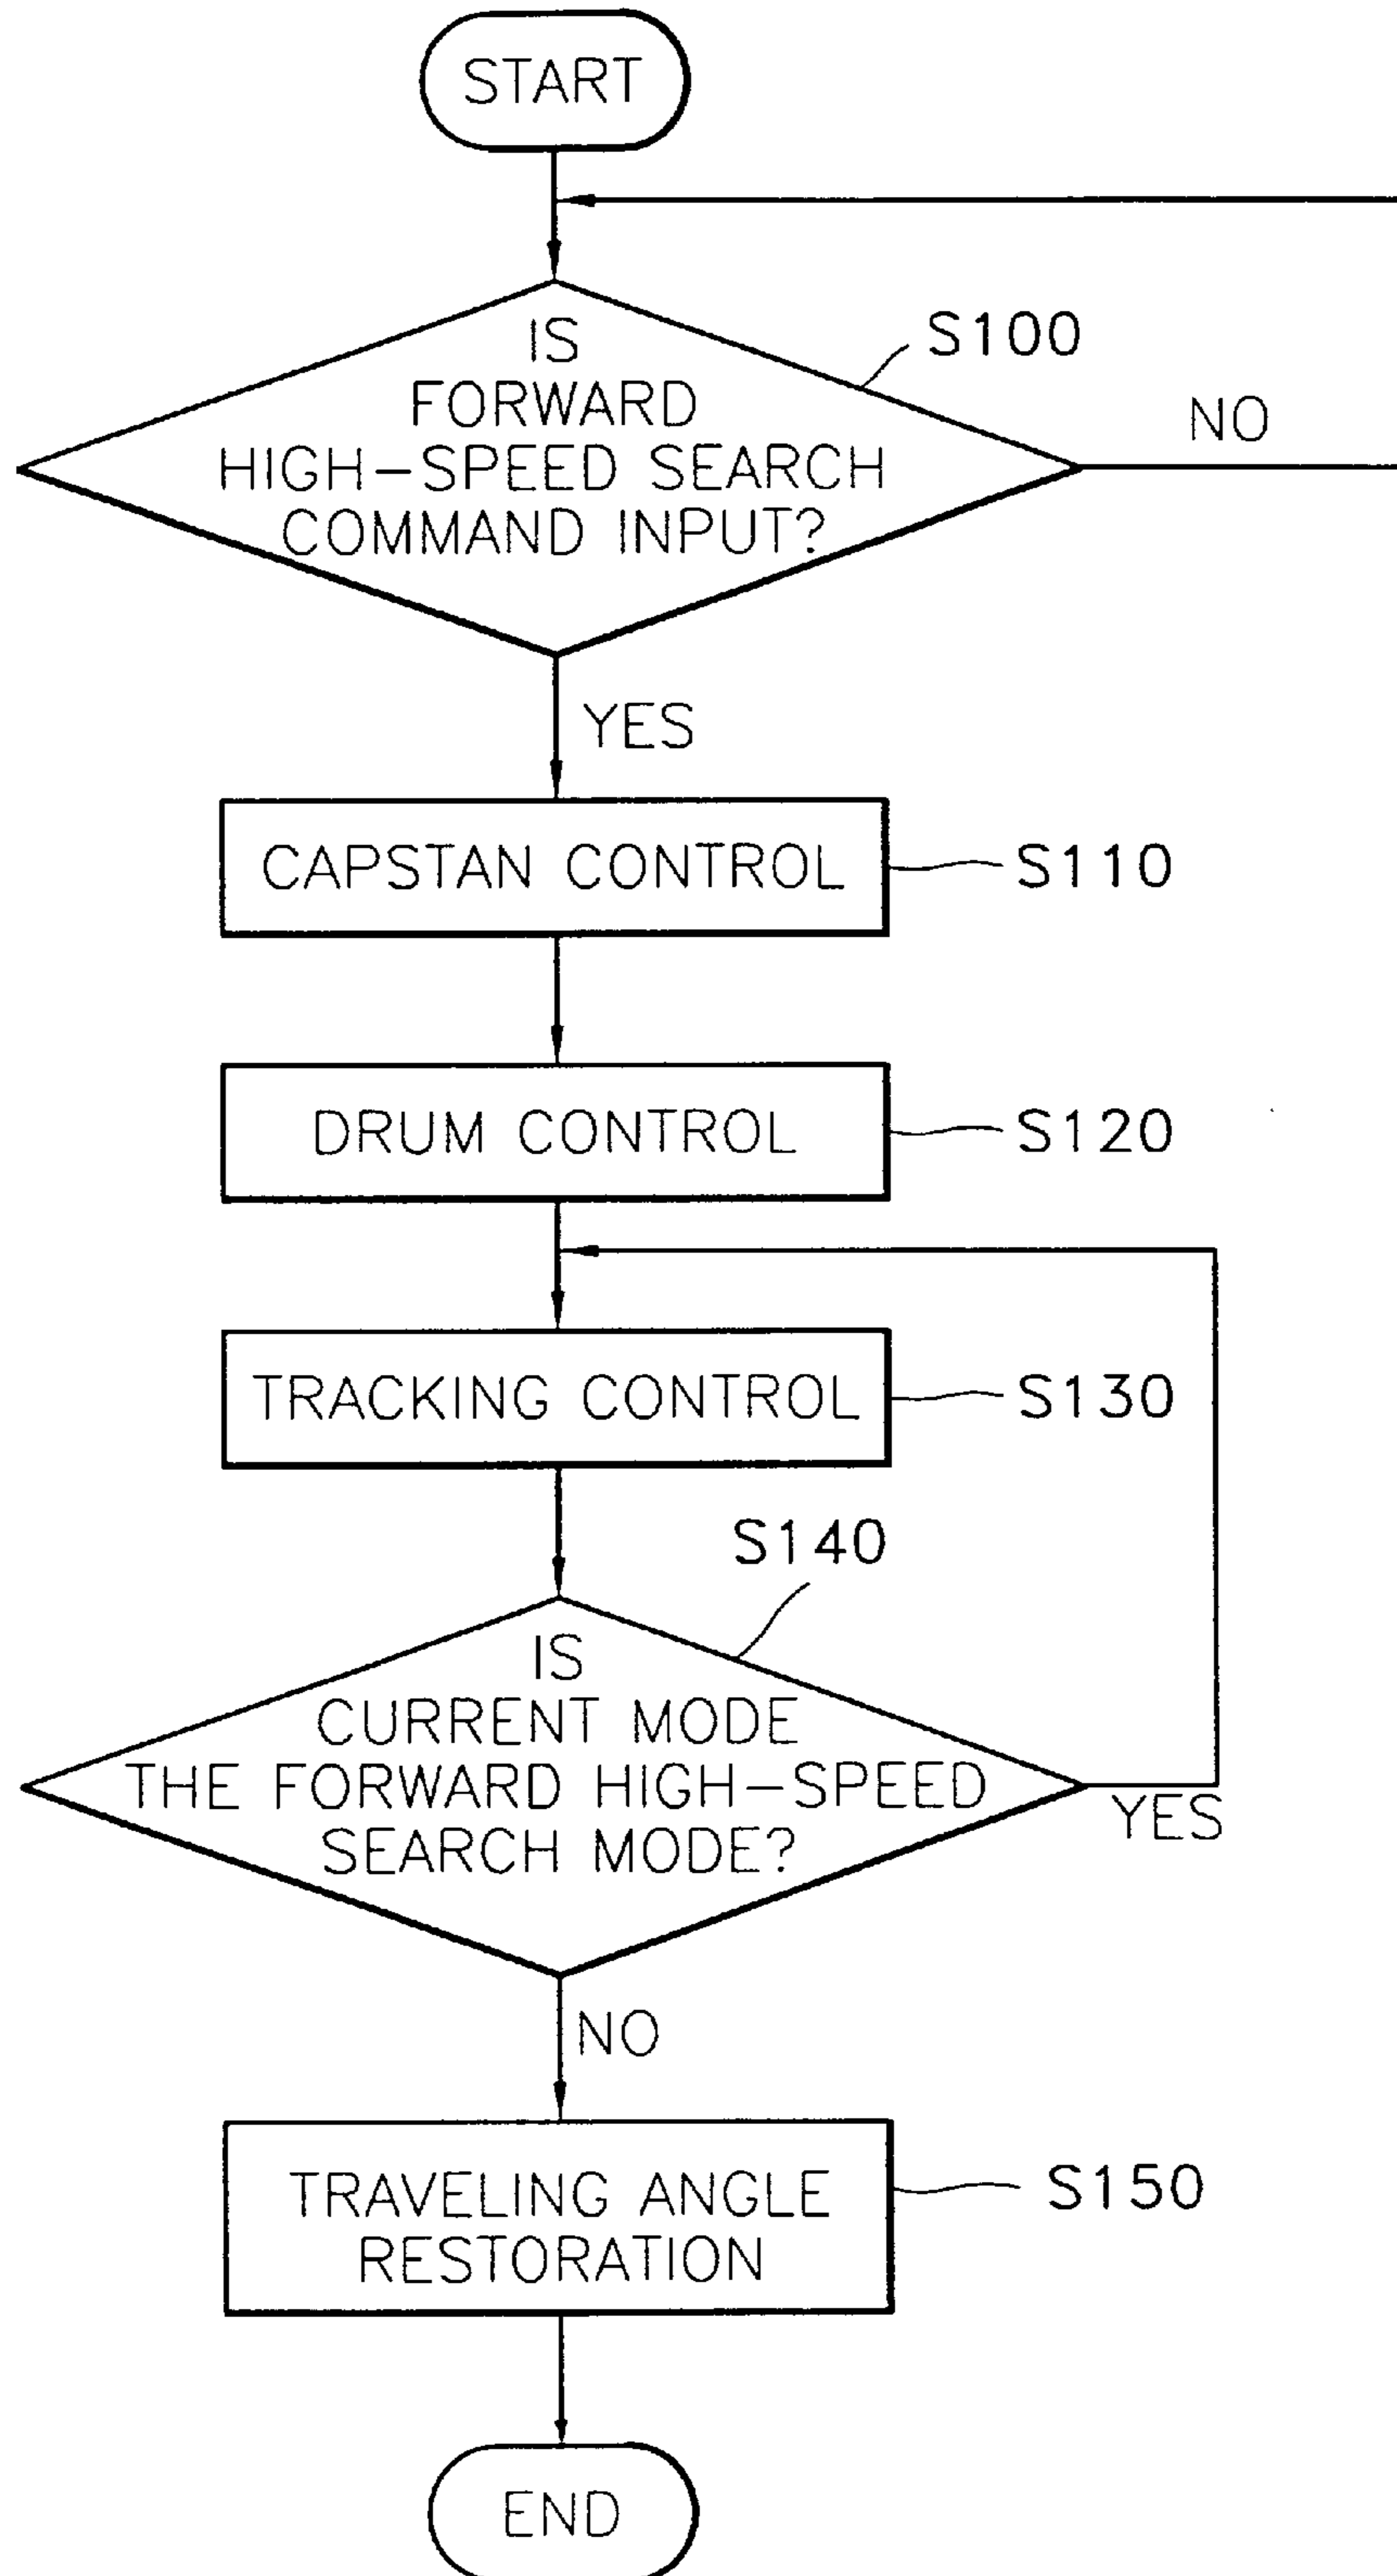 START
IS
FORWARD
HIGH-SPEED SEARCH
COMMAND INPUT?
S100
NO
YES
CAPSTAN CONTROL
S110
DRUM CONTROL
S120
TRACKING CONTROL
S130
S140
IS
CURRENT MODE
THE FORWARD HIGH-SPEED
SEARCH MODE?
YES
NO
TRAVELING ANGLE
RESTORATION
S150
END